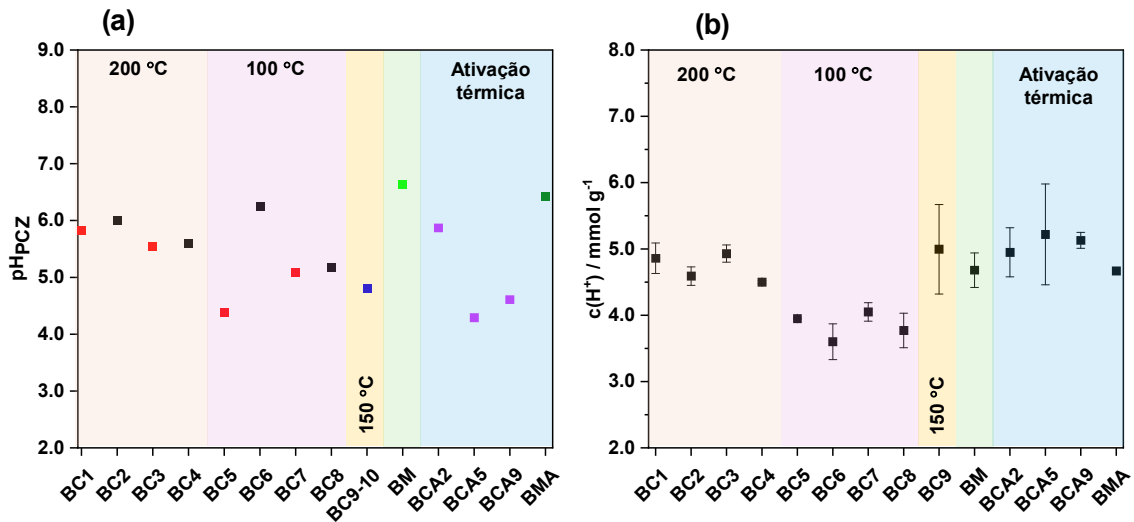 (a)
9.0
8.0
7.0
6.0
5.0
4.0
3.0
2.0
pHPCZ
200 °C
100 °C
150 °C
Ativação
térmica
BC1
BC2
BC3
BC4
BC5
BC6
BC7
BC8
BC9-10
BM
BCA2
BCA5
BCA9
BMA
(b)
8.0
7.0
6.0
5.0
4.0
3.0
2.0
c(H⁺) / mmol g⁻¹
200 °C
100 °C
150 °C
Ativação
térmica
BC1
BC2
BC3
BC4
BC5
BC6
BC7
BC8
BC9
BM
BCA2
BCA5
BCA9
BMA